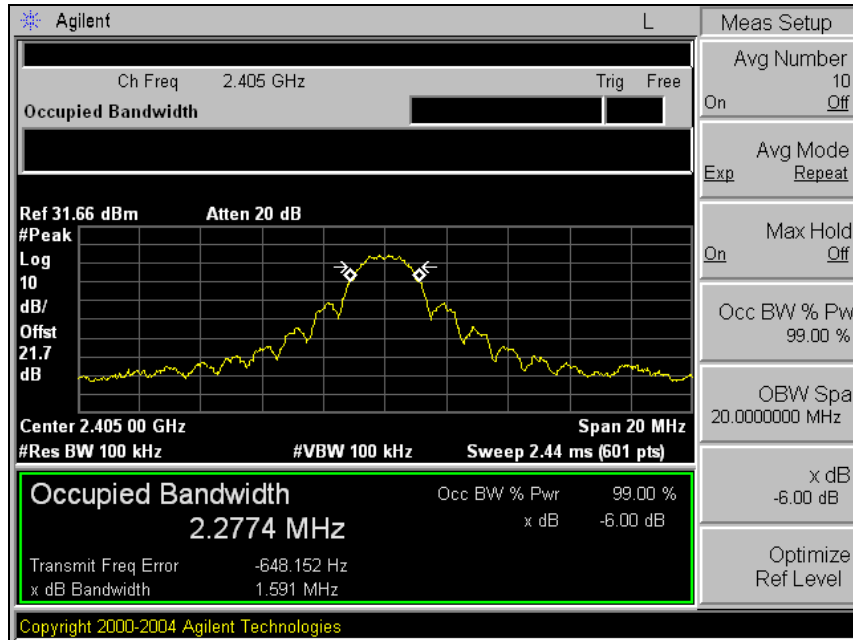 Agilent L
Meas Setup
Ch Freq 2.405 GHz Trig Free
Occupied Bandwidth
Avg Number
10
On Off
Avg Mode
Exp Repeat
Max Hold
On Off
Occ BW % Pw
99.00 %
OBW Spa
20.0000000 MHz
x dB
-6.00 dB
Optimize
Ref Level
Ref 31.66 dBm Atten 20 dB
#Peak
Log
10
dB/
Offst
21.7
dB
Center 2.405 00 GHz Span 20 MHz
#Res BW 100 kHz #VBW 100 kHz Sweep 2.44 ms (601 pts)
Occupied Bandwidth Occ BW % Pwr 99.00 %
2.2774 MHz x dB -6.00 dB
Transmit Freq Error -648.152 Hz
x dB Bandwidth 1.591 MHz
Copyright 2000-2004 Agilent Technologies